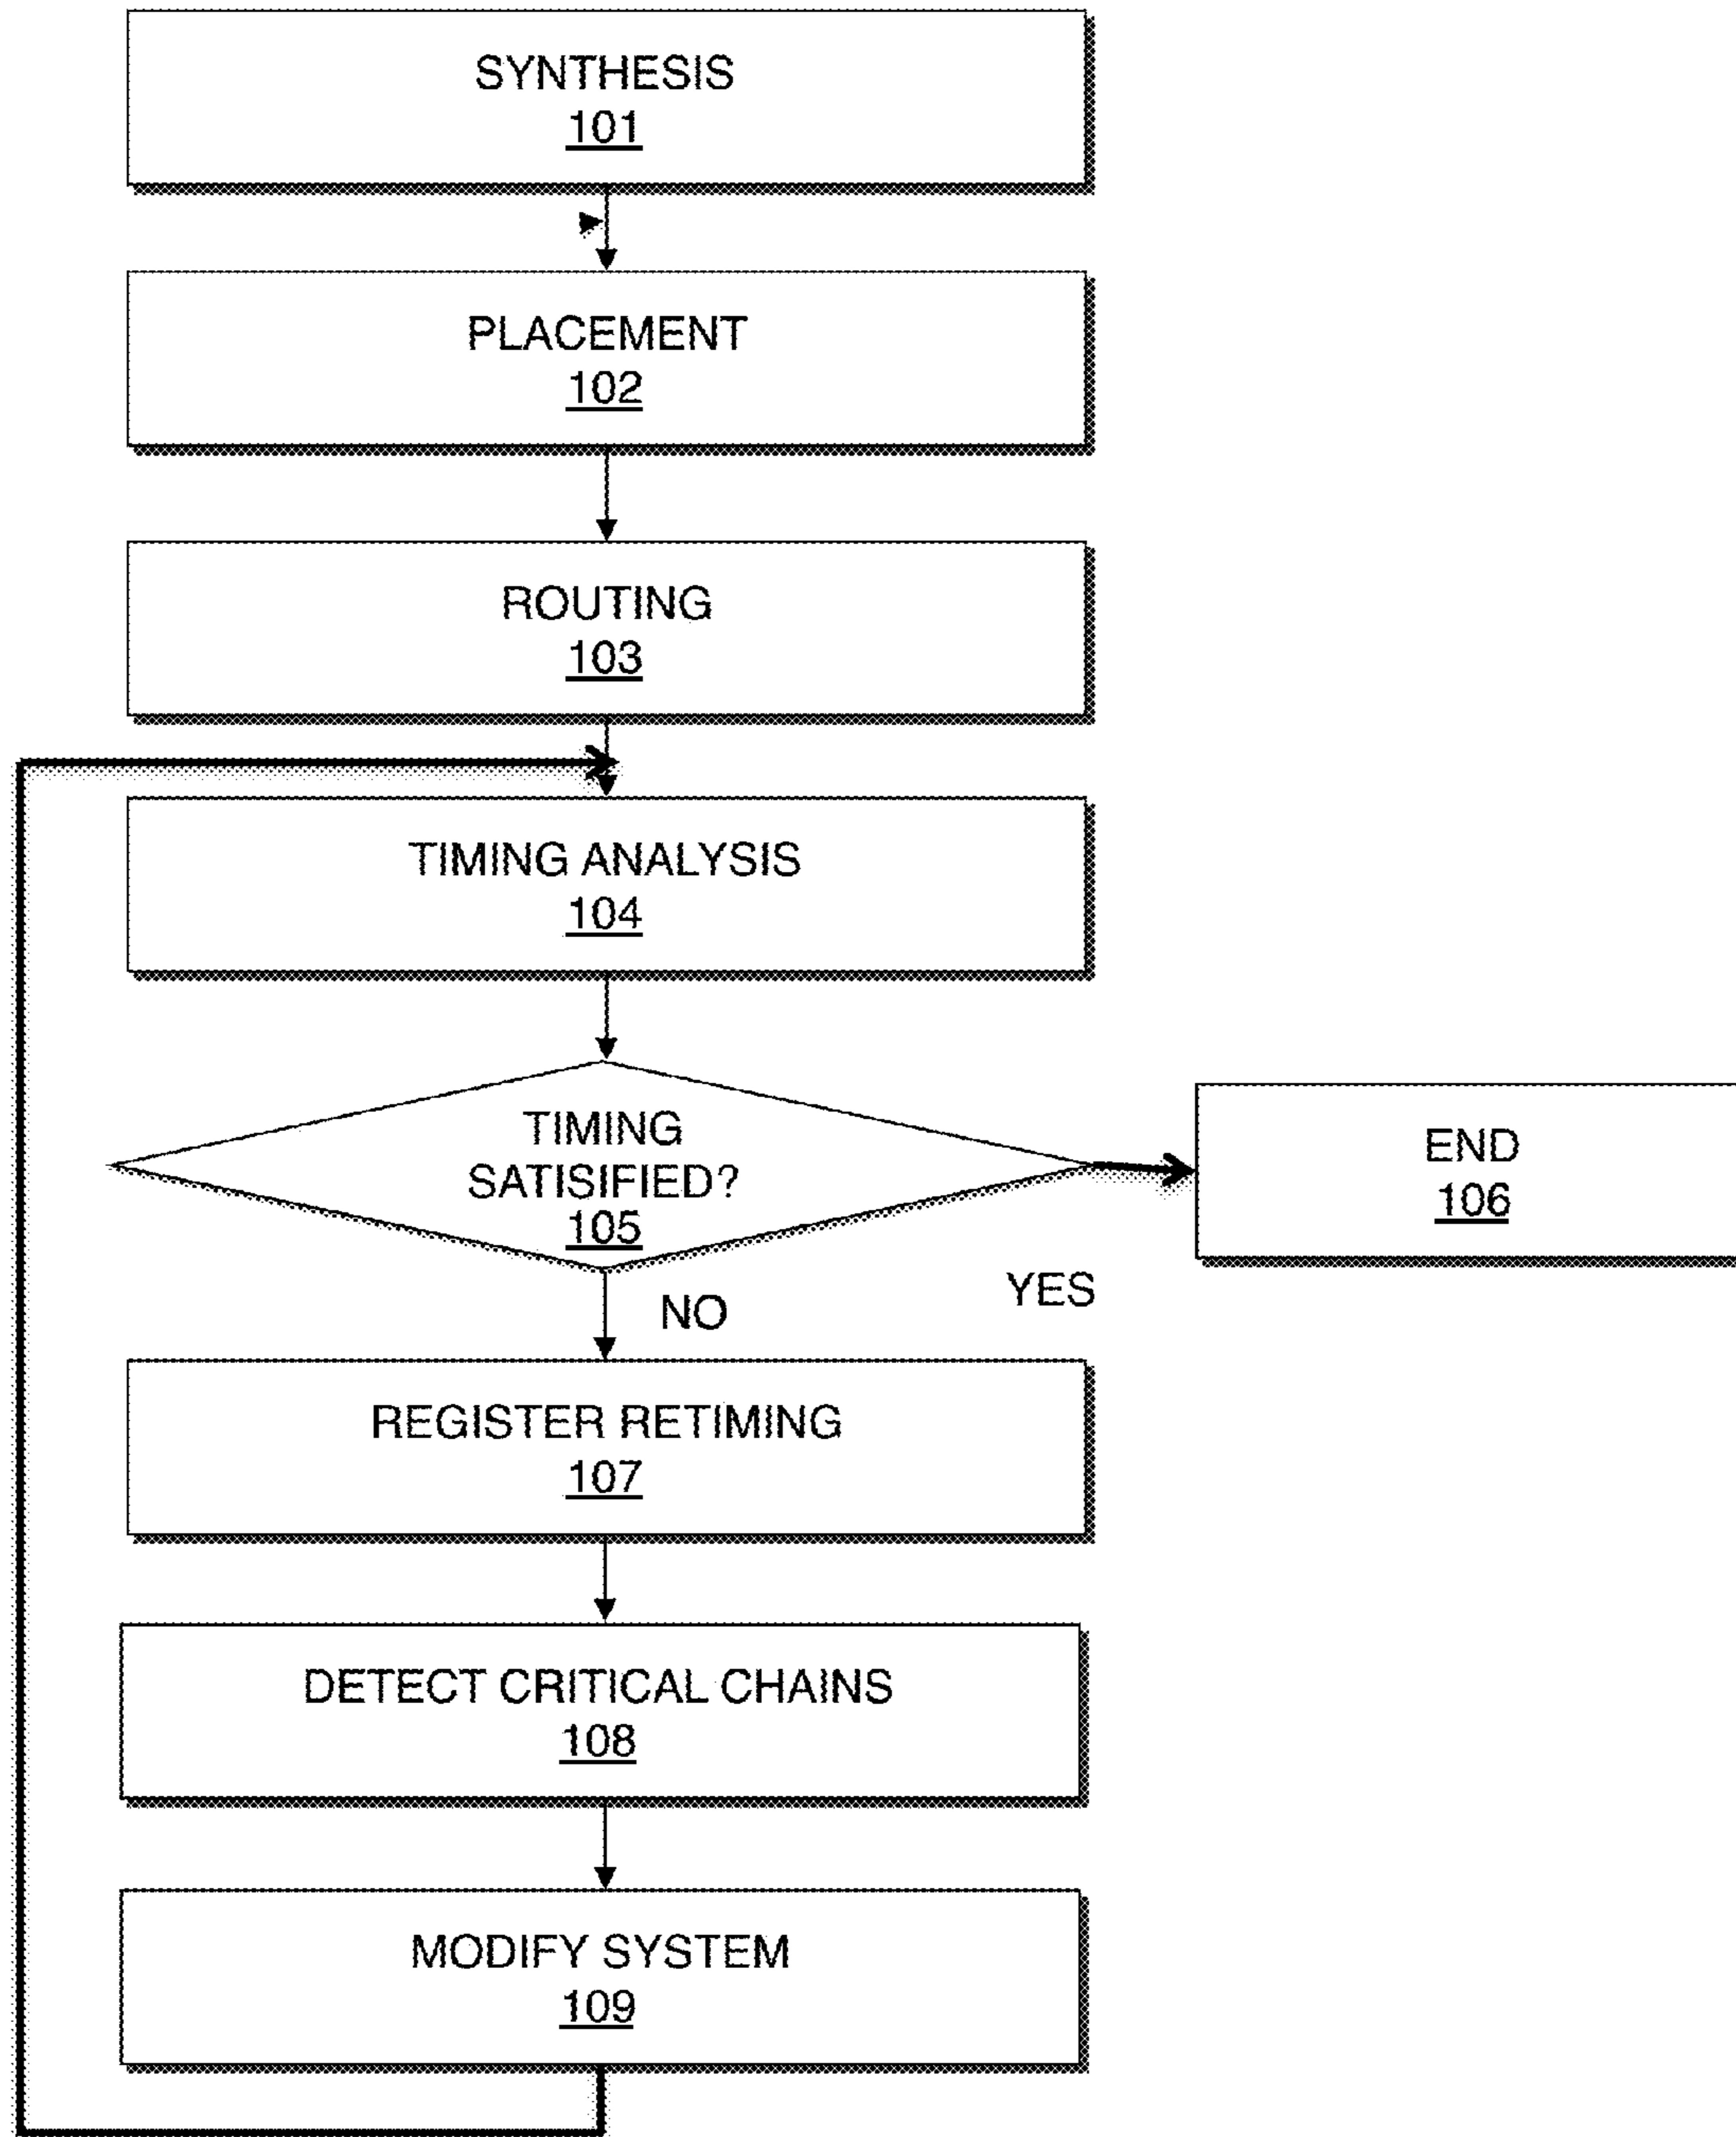 SYNTHESIS
101
PLACEMENT
102
ROUTING
103
TIMING ANALYSIS
104
TIMING
SATISIFIED?
105
END
106
NO
YES
REGISTER RETIMING
107
DETECT CRITICAL CHAINS
108
MODIFY SYSTEM
109